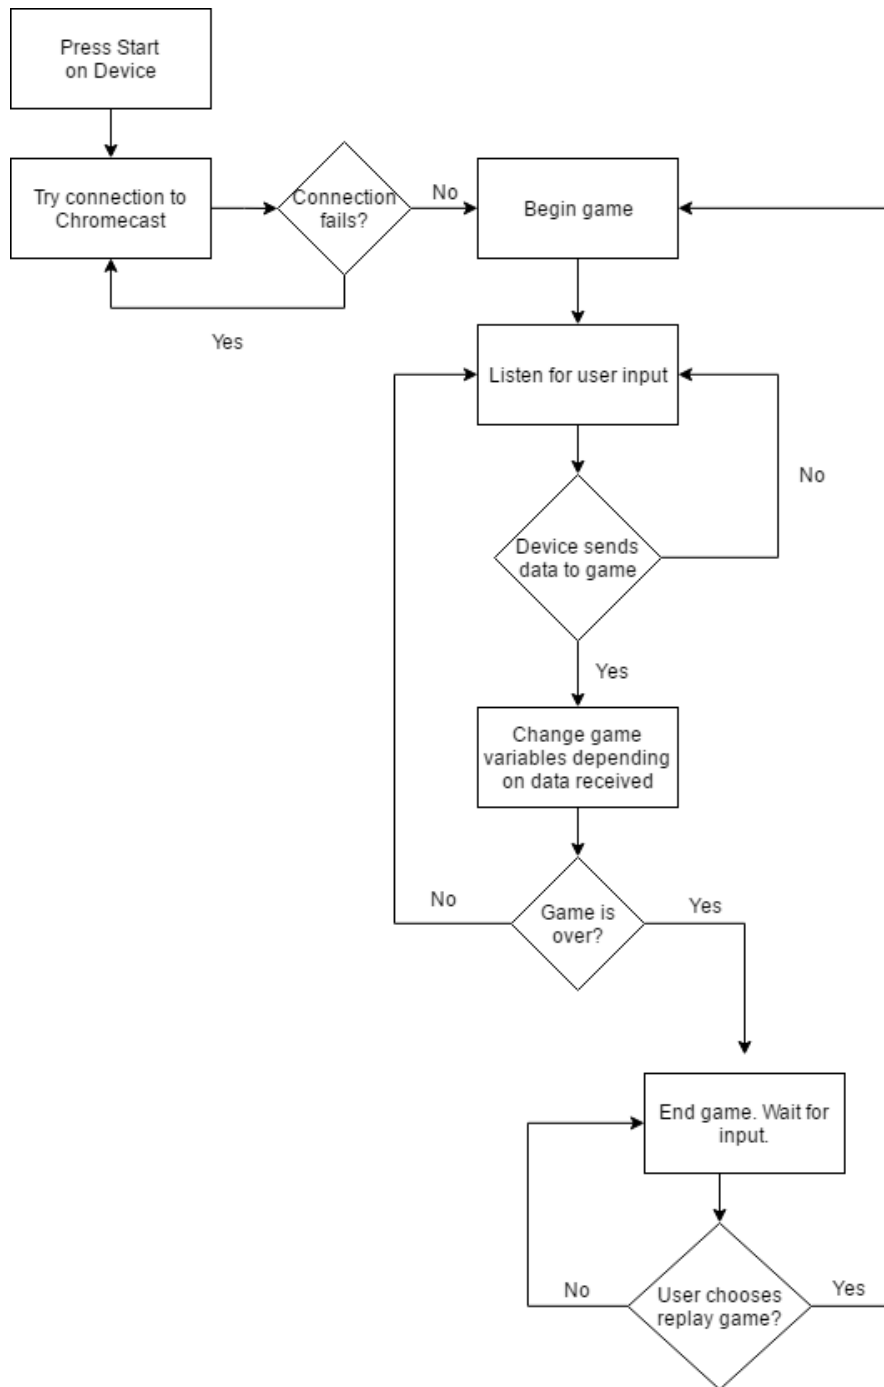 Press Start
on Device
Try connection to
Chromecast
Connection
fails?
No
Begin game
Yes
Listen for user input
No
Device sends
data to game
Yes
Change game
variables depending
on data received
No
Game is
over?
Yes
End game. Wait for
input.
No
User chooses
replay game?
Yes